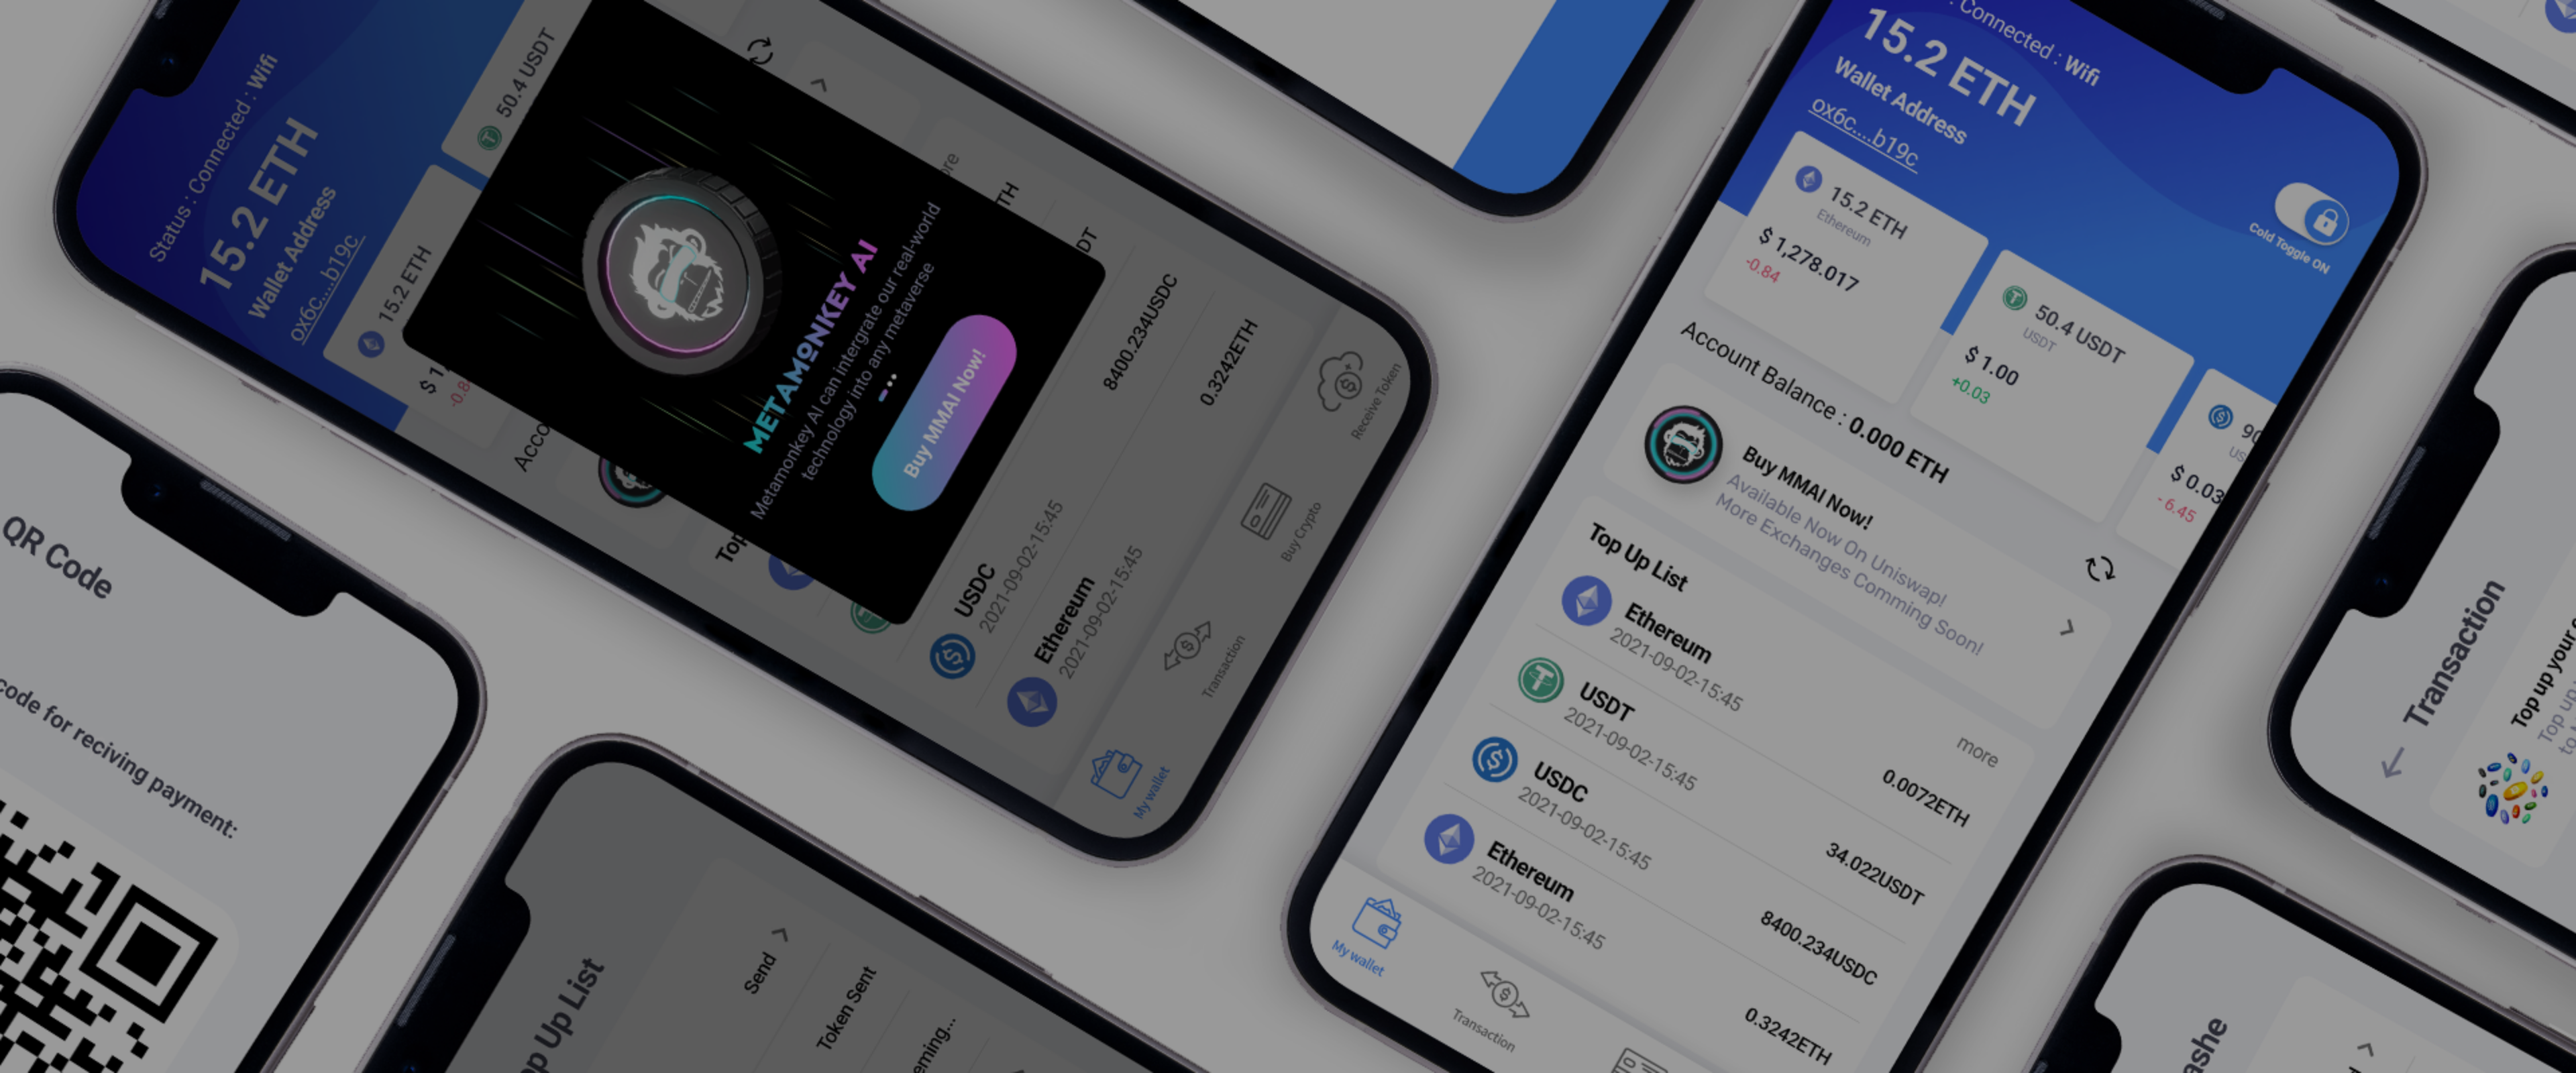 Status : Connected : Wifi
15.2 ETH
Wallet Address
ox6c....b19c
15.2 ETH
50.4 USDT
$ 1
-0.8
METAMONKEY AI
Metamonkey AI can intergrate our real-world
technology into any metaverse
Buy MMAI Now!
USDC
2021-09-02-15:45
8400.234USDC
Ethereum
2021-09-02-15:45
0.3242ETH
My wallet
Transaction
Buy Crypto
Receive Token
QR Code
code for reciving payment:
Up List
Send
Token Sent
: Connected : Wifi
15.2 ETH
Wallet Address
ox6c....b19c
Cold Toggle ON
15.2 ETH
Ethereum
$ 1,278.017
-0.84
50.4 USDT
USDT
$ 1.00
+0.03
$ 0.03
- 6.45
Account Balance : 0.000 ETH
Buy MMAI Now!
Available Now On Uniswap!
More Exchanges Comming Soon!
Top Up List
more
Ethereum
2021-09-02-15:45
0.0072ETH
USDT
2021-09-02-15:45
34.022USDT
USDC
2021-09-02-15:45
8400.234USDC
Ethereum
2021-09-02-15:45
0.3242ETH
My wallet
Transaction
Transaction
Top up your
Top up
to